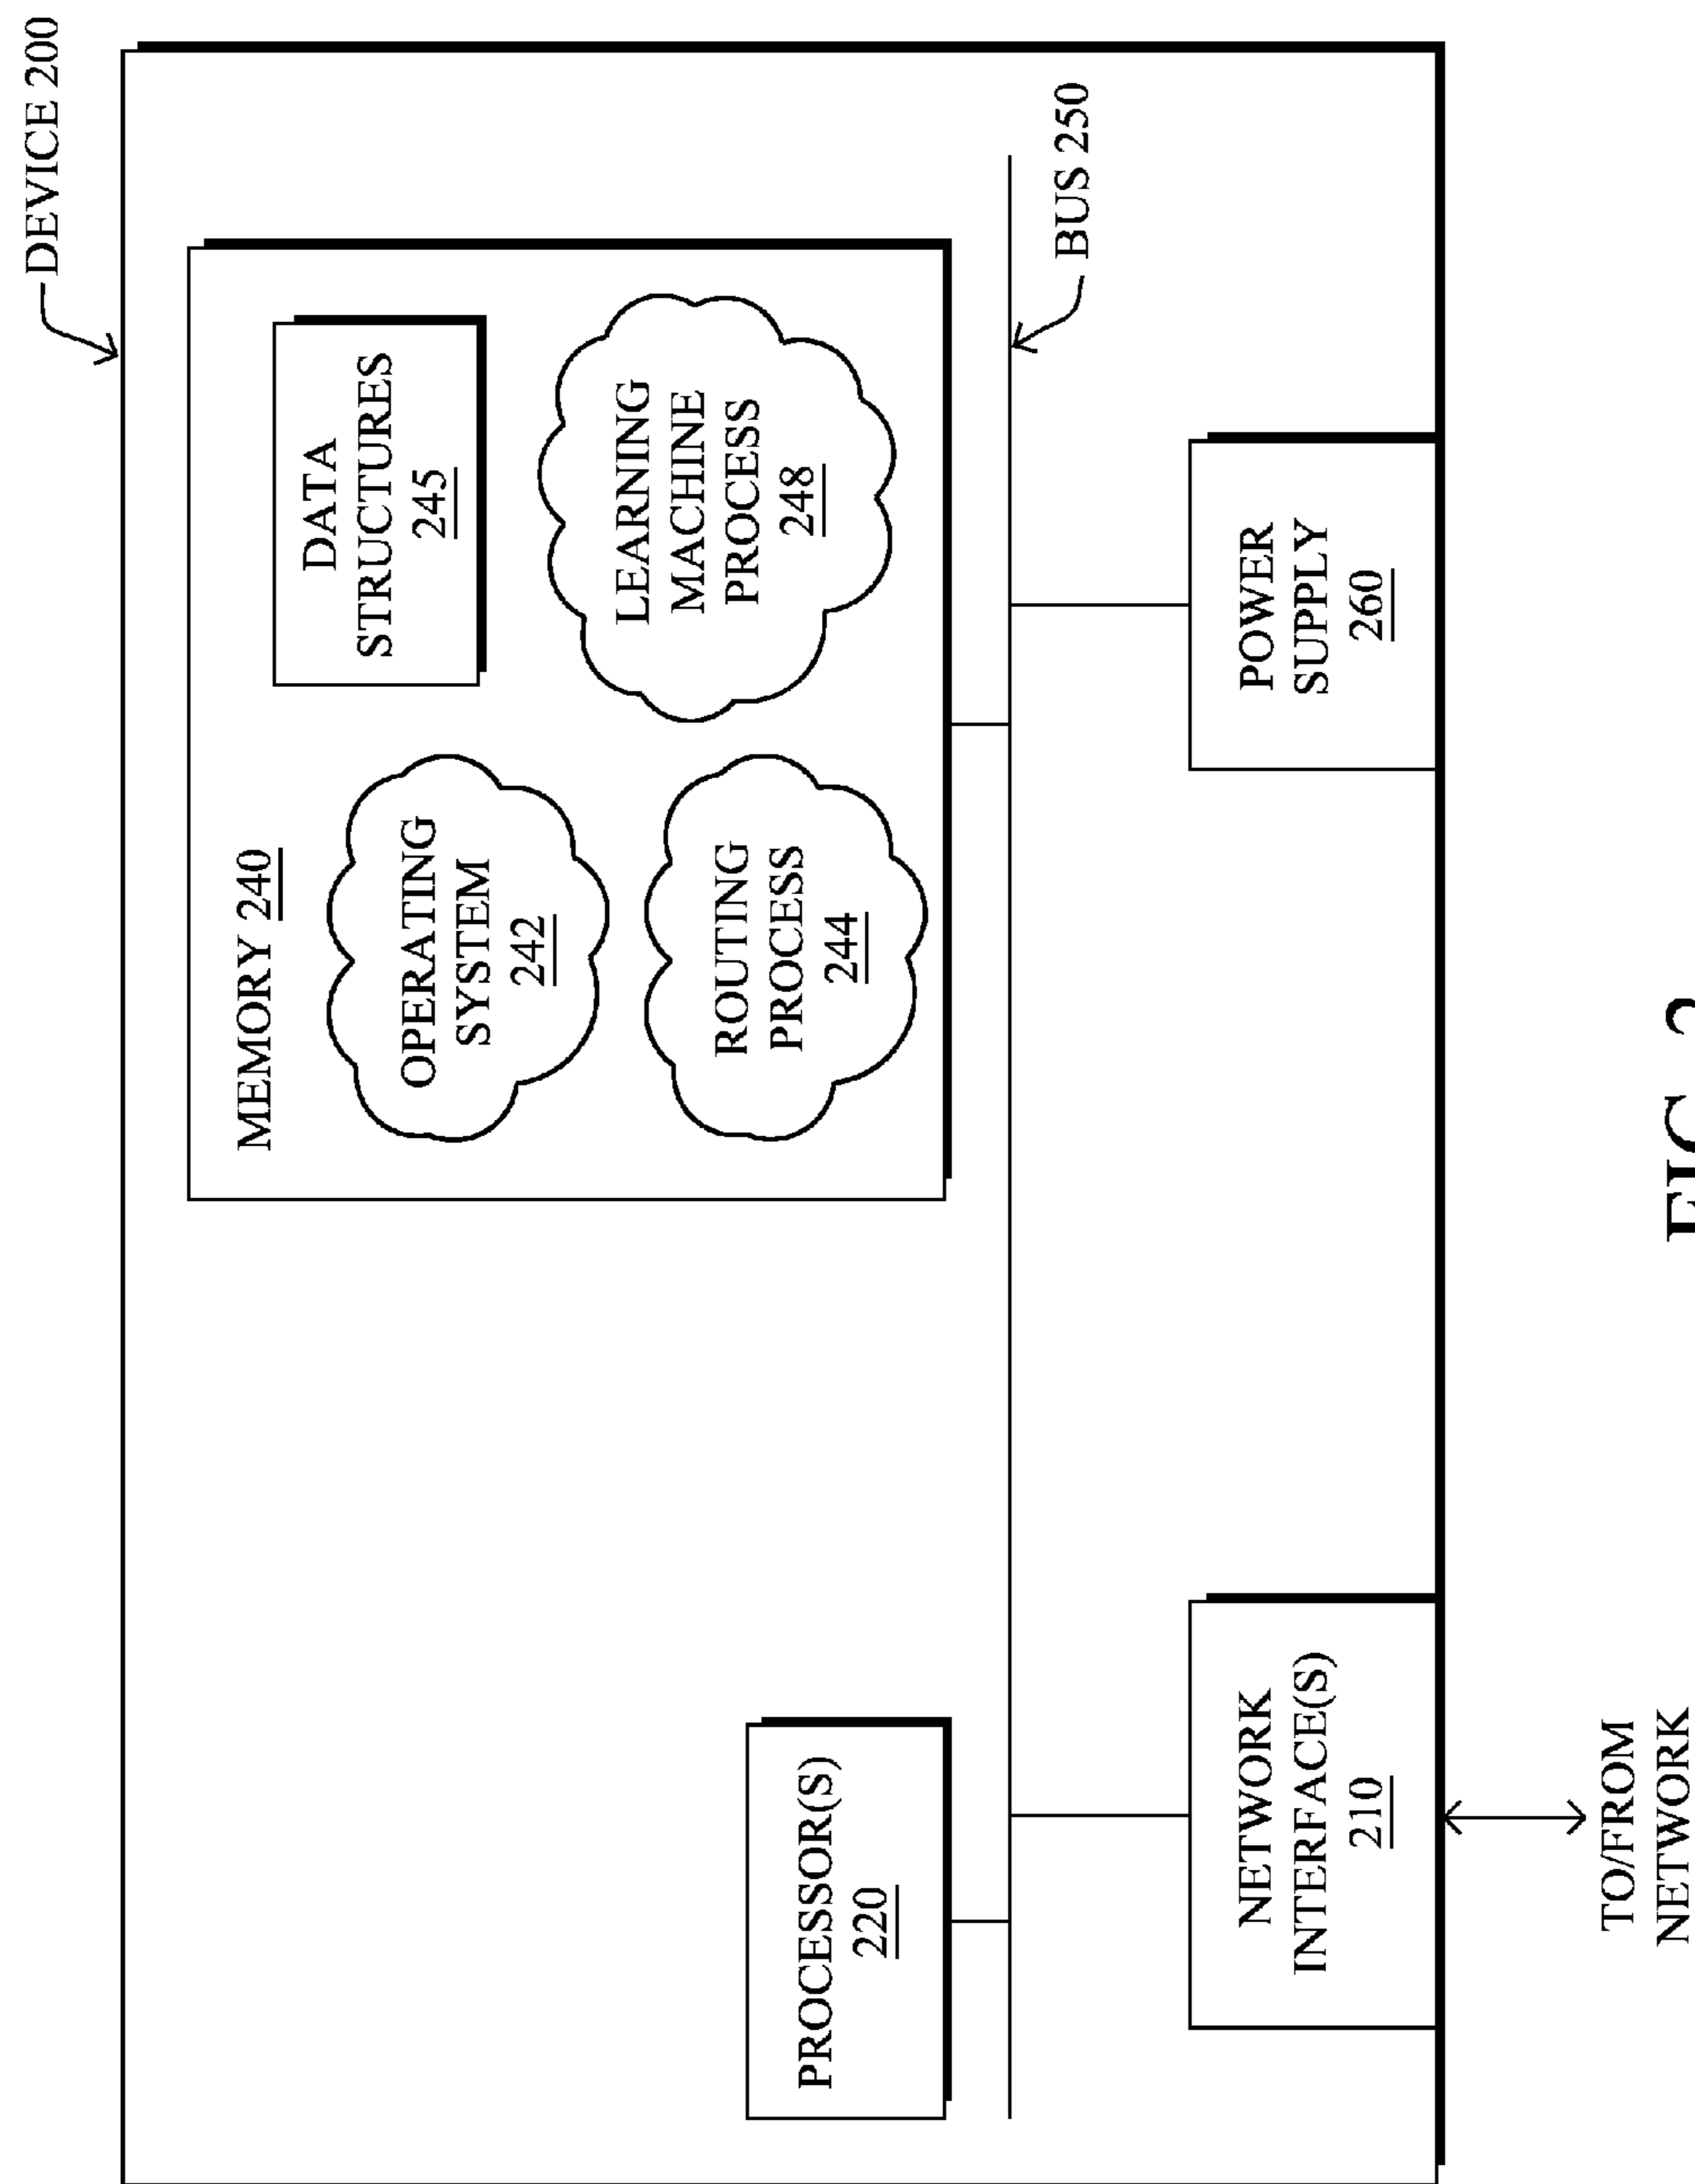 DEVICE 200
MEMORY 240
DATA
STRUCTURES
245
OPERATING
SYSTEM
242
LEARNING
MACHINE
PROCESS
248
ROUTING
PROCESS
244
PROCESSOR(S)
220
BUS 250
NETWORK
INTERFACE(S)
210
POWER
SUPPLY
260
TO/FROM
NETWORK